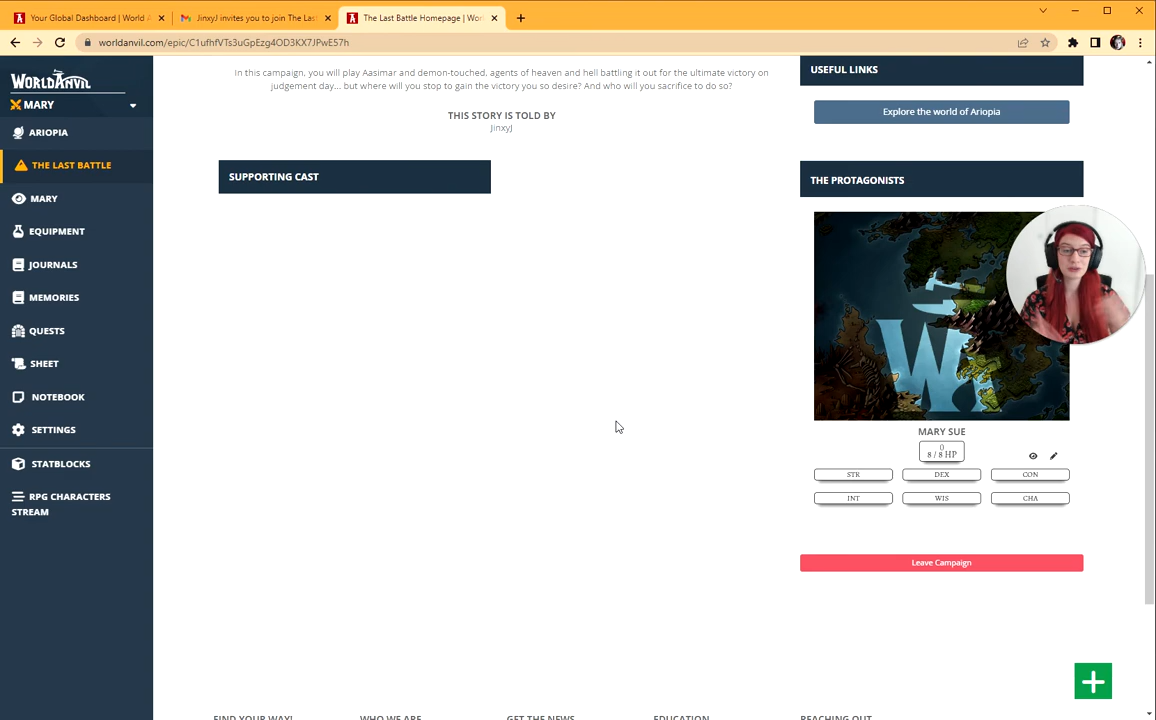 Your Global Dashboard | World A
JinxyJ invites you to join The Las
The Last Battle Homepage | Wor
worldanvil.com/epic/C1ufhfVTs3uGpEzg4OD3KX7JPwE57h
WORLDANVIL
MARY
ARIOPIA
THE LAST BATTLE
MARY
EQUIPMENT
JOURNALS
MEMORIES
QUESTS
SHEET
NOTEBOOK
SETTINGS
STATBLOCKS
RPG CHARACTERS
STREAM
In this campaign, you will play Aasimar and demon-touched, agents of heaven and hell battling it out for the ultimate victory on
judgement day... but where will you stop to gain the victory you so desire? And who will you sacrifice to do so?
THIS STORY IS TOLD BY
JinxyJ
SUPPORTING CAST
USEFUL LINKS
Explore the world of Ariopia
THE PROTAGONISTS
W
MARY SUE
0
8 / 8 HP
STR DEX CON
INT WIS CHA
Leave Campaign
FIND YOUR WAY! WHO WE ARE GET THE NEWS EDUCATION REACHING OUT